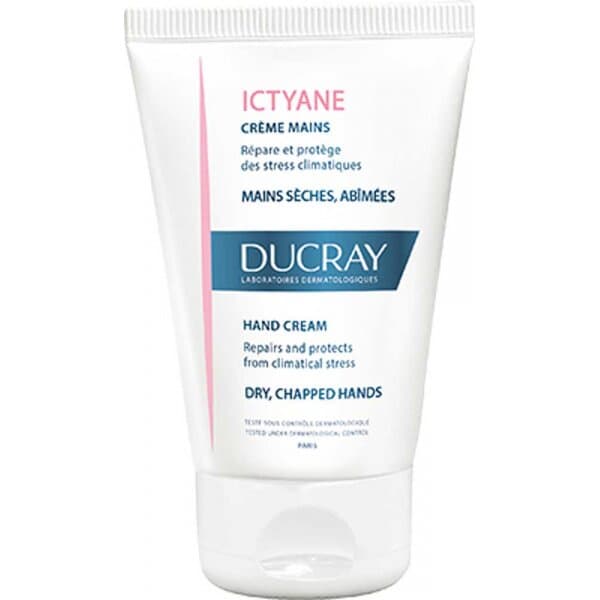 ICTYANE
CRÈME MAINS
Répare et protège
des stress climatiques
MAINS SÈCHES, ABÎMÉES
DUCRAY
LABORATOIRES DERMATOLOGIQUES
HAND CREAM
Repairs and protects
from climatical stress
DRY, CHAPPED HANDS
TESTÉ SOUS CONTRÔLE DERMATOLOGIQUE
TESTED UNDER DERMATOLOGICAL CONTROL
PARIS